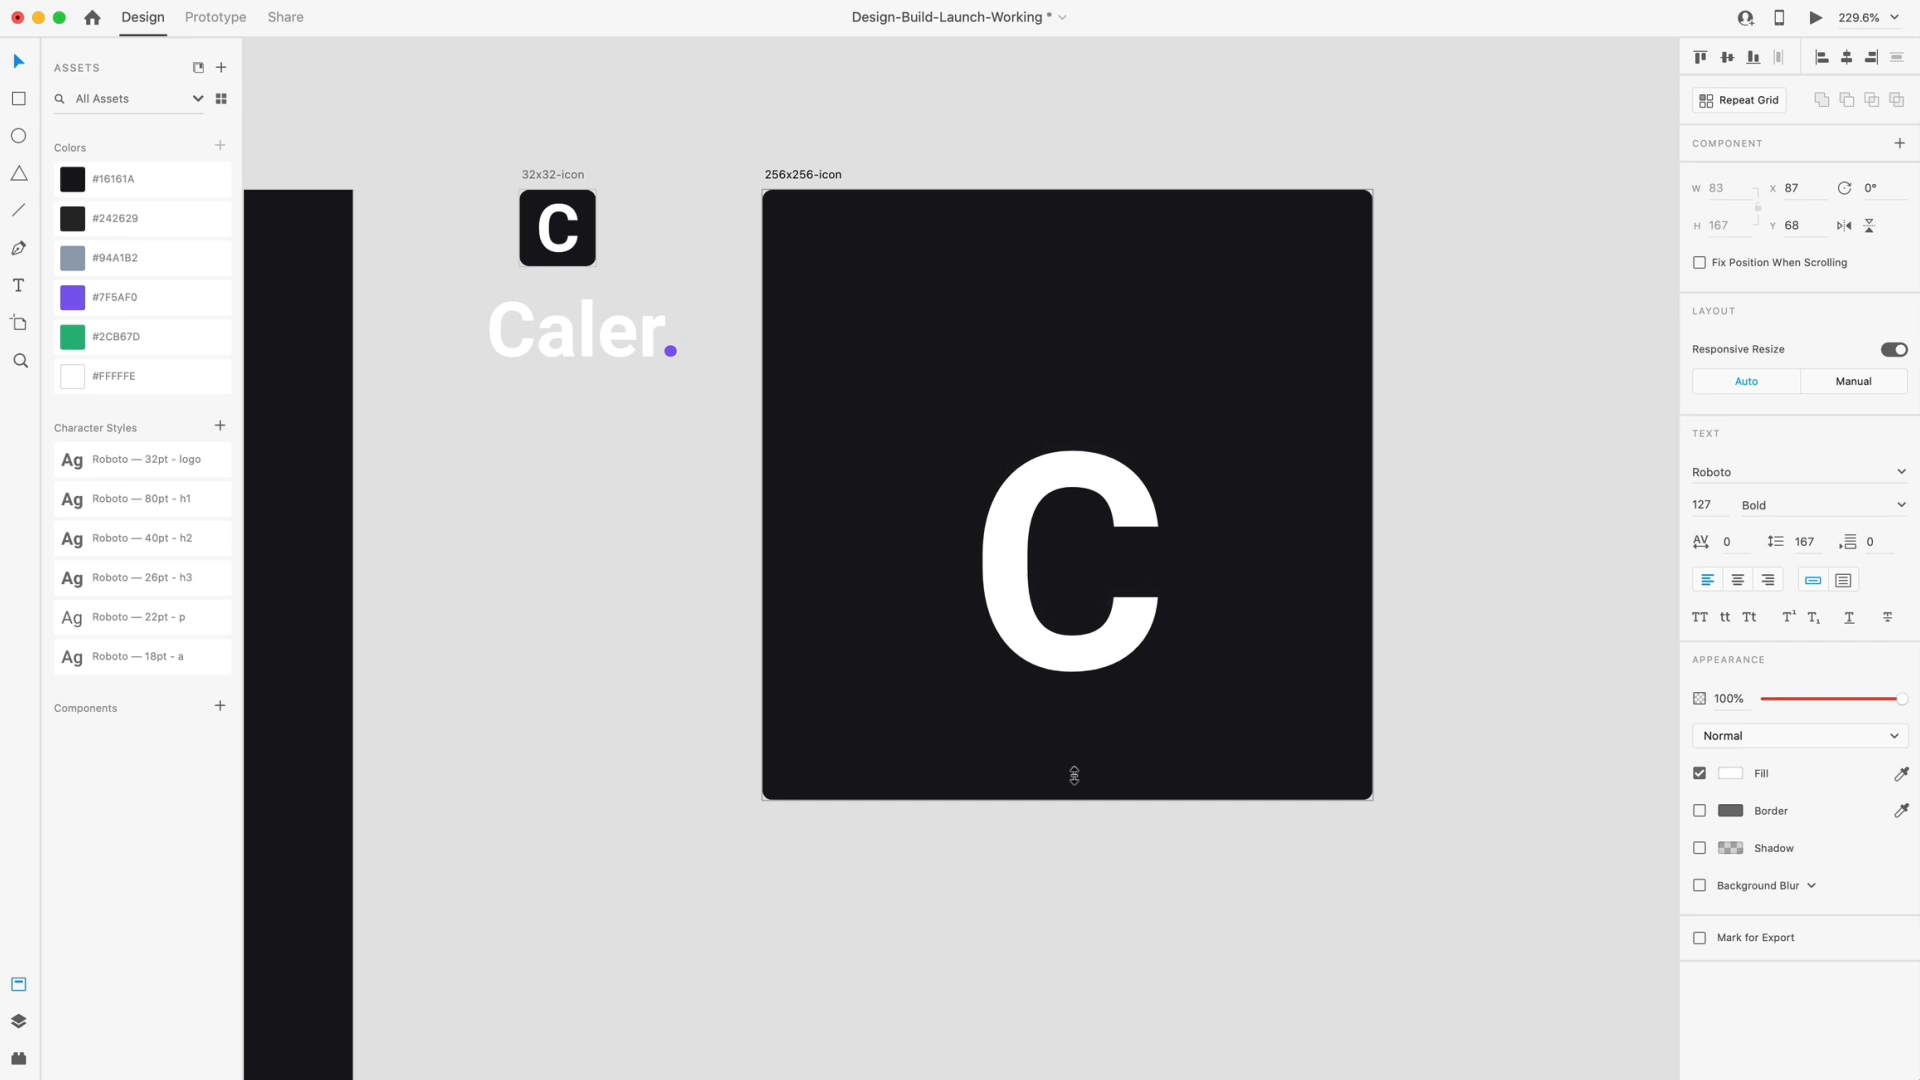 Design
Prototype
Share
Design-Build-Launch-Working *
229.6%
ASSETS
All Assets
Colors
#16161A
#242629
#94A1B2
#7F5AF0
#2CB67D
#FFFFFE
Character Styles
Ag Roboto — 32pt - logo
Ag Roboto — 80pt - h1
Ag Roboto — 40pt - h2
Ag Roboto — 26pt - h3
Ag Roboto — 22pt - p
Ag Roboto — 18pt - a
Components
32x32-icon
C
Caler.
256x256-icon
C
Repeat Grid
COMPONENT
W 83 X 87 0°
H 167 Y 68
Fix Position When Scrolling
LAYOUT
Responsive Resize
Auto Manual
TEXT
Roboto
127 Bold
AV 0 167 0
TT tt Tt T¹ T₁ T T
APPEARANCE
100%
Normal
Fill
Border
Shadow
Background Blur
Mark for Export